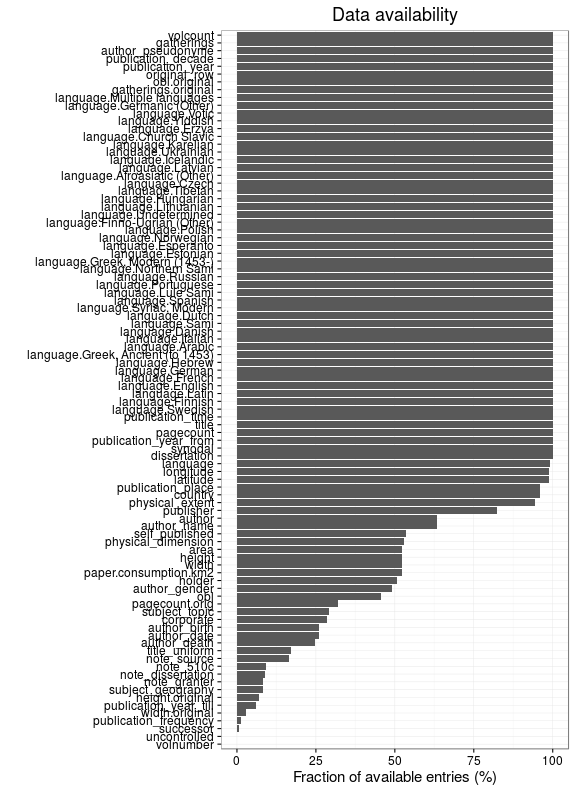 Data availability
volcount
gatherings
author_pseudonyme
publication_decade
publication_year
original_row
obl.original
gatherings.original
language.Multiple languages
language.Germanic (Other)
language.Votic
language.Yiddish
language.Erzya
language.Church Slavic
language.Karelian
language.Ukrainian
language.Icelandic
language.Latvian
language.Afroasiatic (Other)
language.Czech
language.Tibetan
language.Hungarian
language.Lithuanian
language.Undetermined
language.Finno-Ugrian (Other)
language.Polish
language.Norwegian
language.Esperanto
language.Estonian
language.Greek, Modern (1453-)
language.Northern Sami
language.Russian
language.Portuguese
language.Lule Sami
language.Spanish
language.Syriac, Modern
language.Dutch
language.Sami
language.Danish
language.Italian
language.Arabic
language.Greek, Ancient (to 1453)
language.Hebrew
language.German
language.French
language.English
language.Latin
language.Finnish
language.Swedish
publication_time
title
pagecount
publication_year_from
synodal
dissertation
language
longitude
latitude
publication_place
country
physical_extent
publisher
author
author_name
self_published
physical_dimension
area
height
width
paper.consumption.km2
holder
author_gender
obl
pagecount.orig
subject_topic
corporate
author_birth
author_date
author_death
title_uniform
note_source
note_510c
note_dissertation
note_granter
subject_geography
height.original
publication_year_till
width.original
publication_frequency
successor
uncontrolled
volnumber
0 25 50 75 100
Fraction of available entries (%)